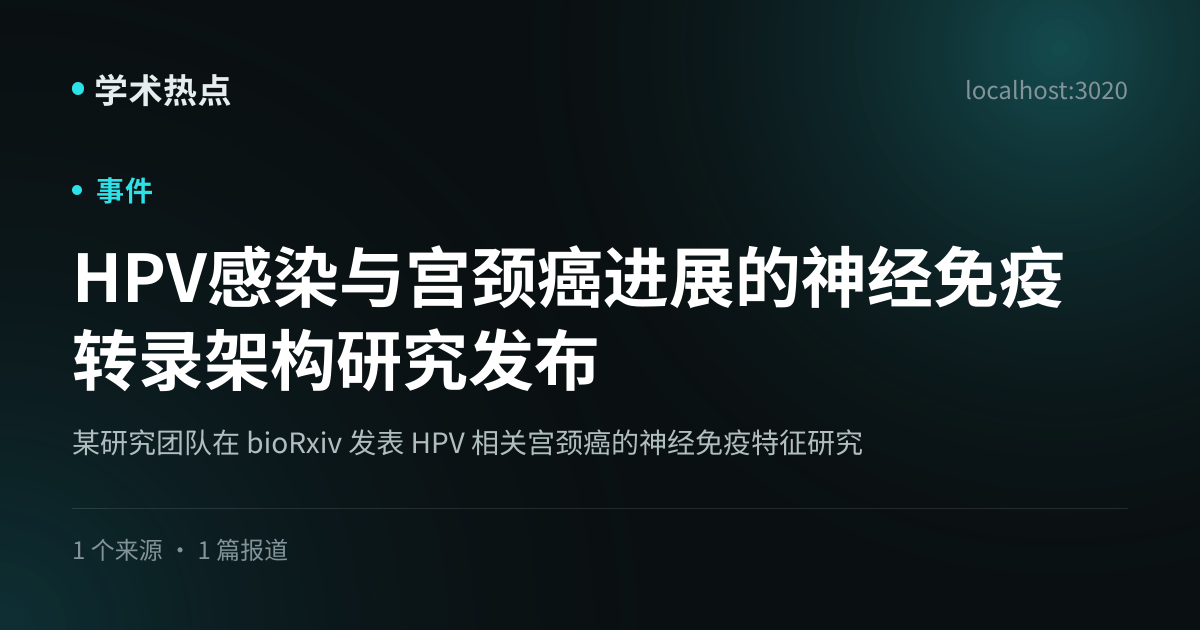 学术热点
localhost:3020
事件
HPV感染与宫颈癌进展的神经免疫
转录架构研究发布
某研究团队在 bioRxiv 发表 HPV 相关宫颈癌的神经免疫特征研究
1 个来源 · 1 篇报道